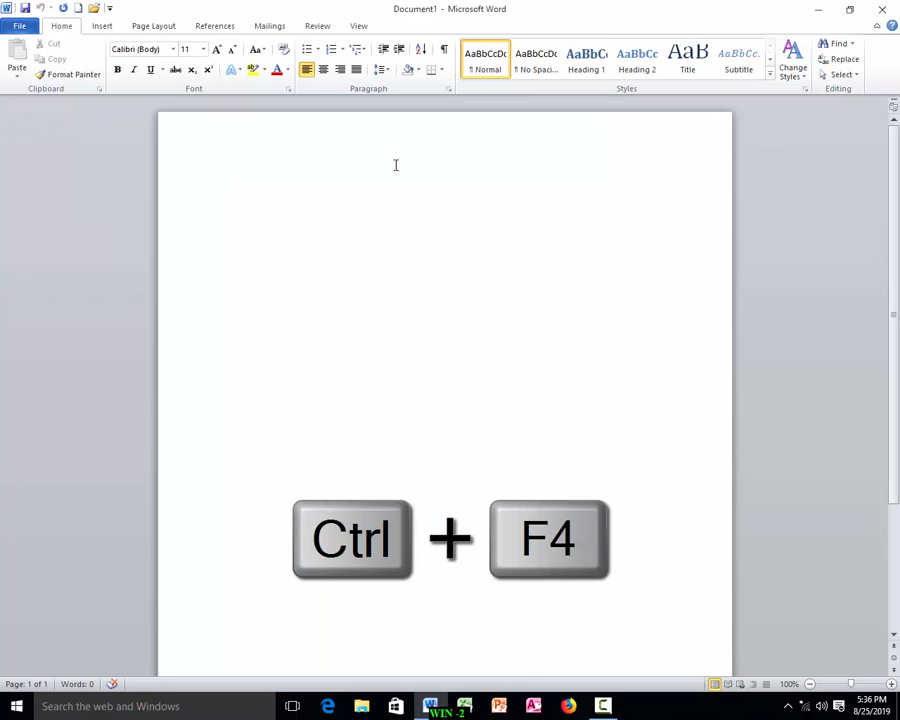 Document1 - Microsoft Word
File Home Insert Page Layout References Mailings Review View
Paste
Cut
Copy
Format Painter
Clipboard
Calibri (Body) 11
Font
Paragraph
AaBbCcDc AaBbCcDc AaBbCc AaBbCc AaB AaBbCc.
¶ Normal ¶ No Spaci... Heading 1 Heading 2 Title Subtitle
Change
Styles
Styles
Find
Replace
Select
Editing
Ctrl + F4
Page: 1 of 1 Words: 0 100%
Search the web and Windows
WIN -2
5:36 PM
8/25/2019